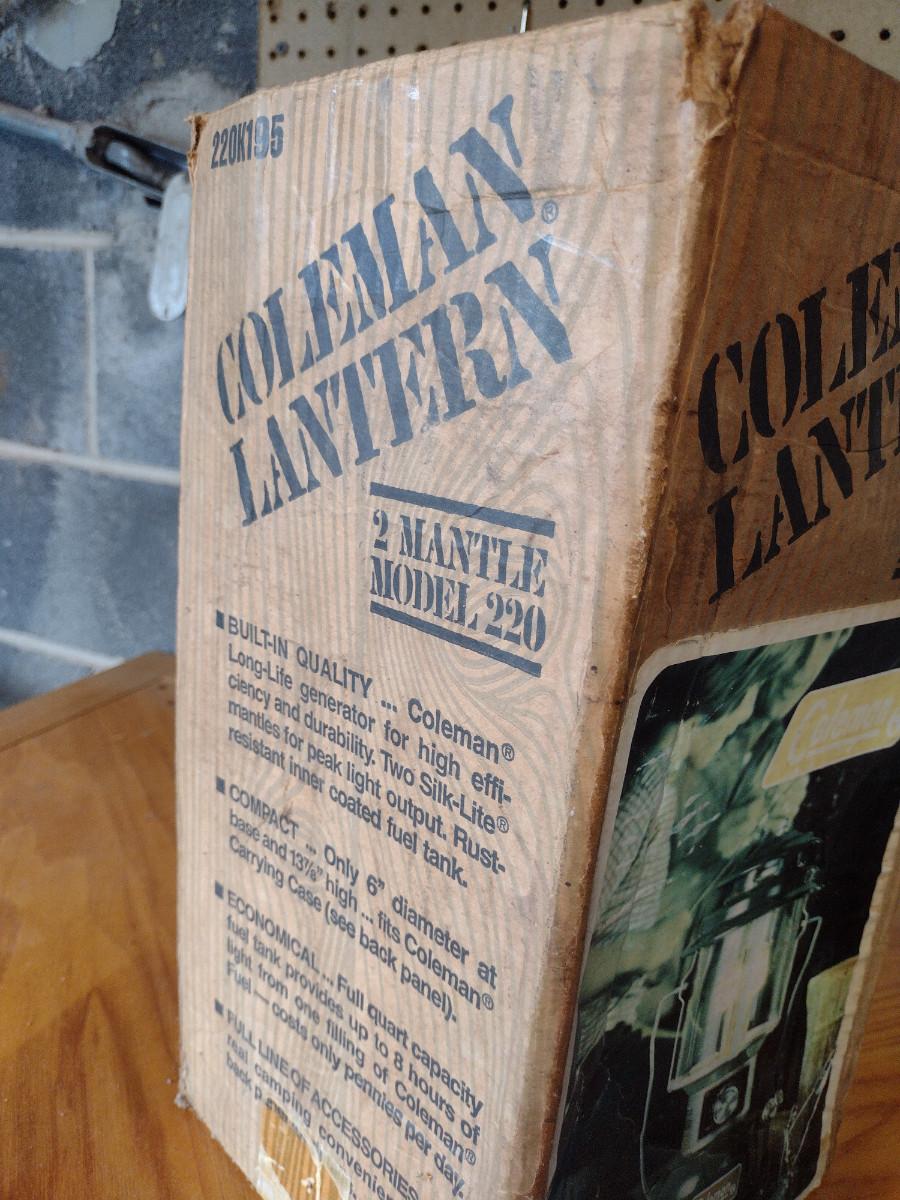 220K195
COLEMAN®
LANTERN
2 MANTLE
MODEL 220
■ BUILT-IN QUALITY ... Coleman®
Long-Life generator for high effi-
ciency and durability. Two Silk-Lite®
mantles for peak light output. Rust-
resistant inner coated fuel tank.
■ COMPACT ... Only 6" diameter at
base and 13⅞" high ... fits Coleman®
Carrying Case (see back panel).
■ ECONOMICAL ... Full quart capacity
fuel tank provides up to 8 hours of
light from one filling of Coleman®
Fuel — costs only pennies per day.
■ FULL LINE OF ACCESSORIES
real camping
back
COLE
LANT
Coleman